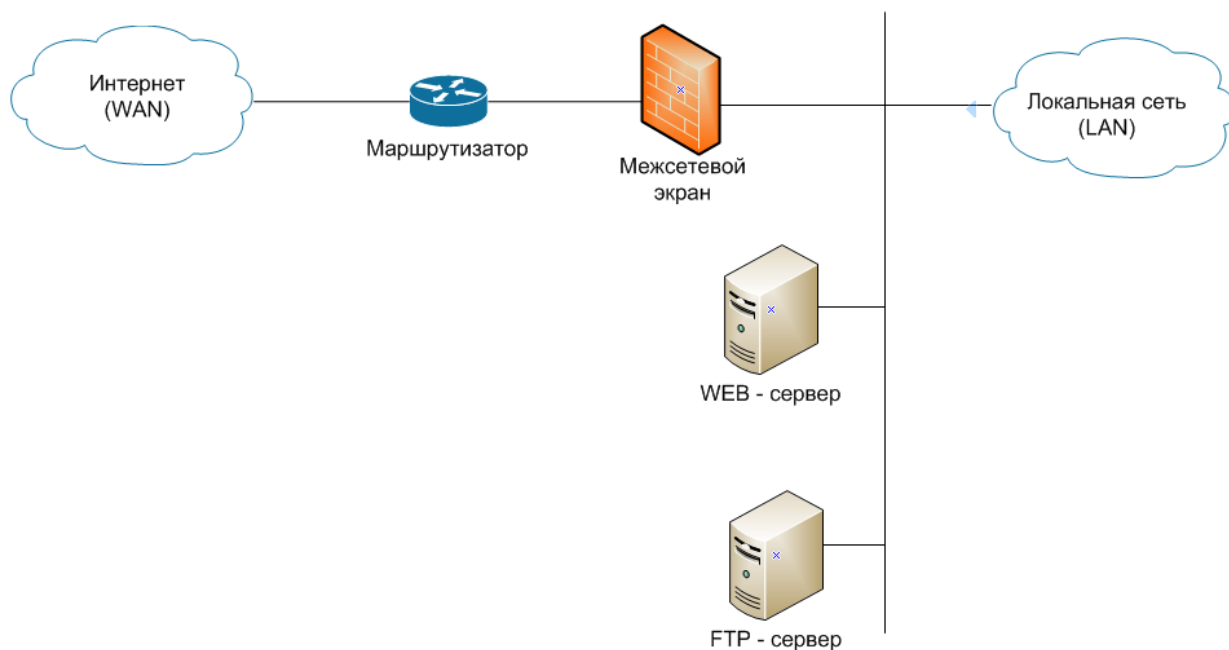 Интернет
(WAN)
Маршрутизатор
Межсетевой
экран
Локальная сеть
(LAN)
WEB - сервер
FTP - сервер